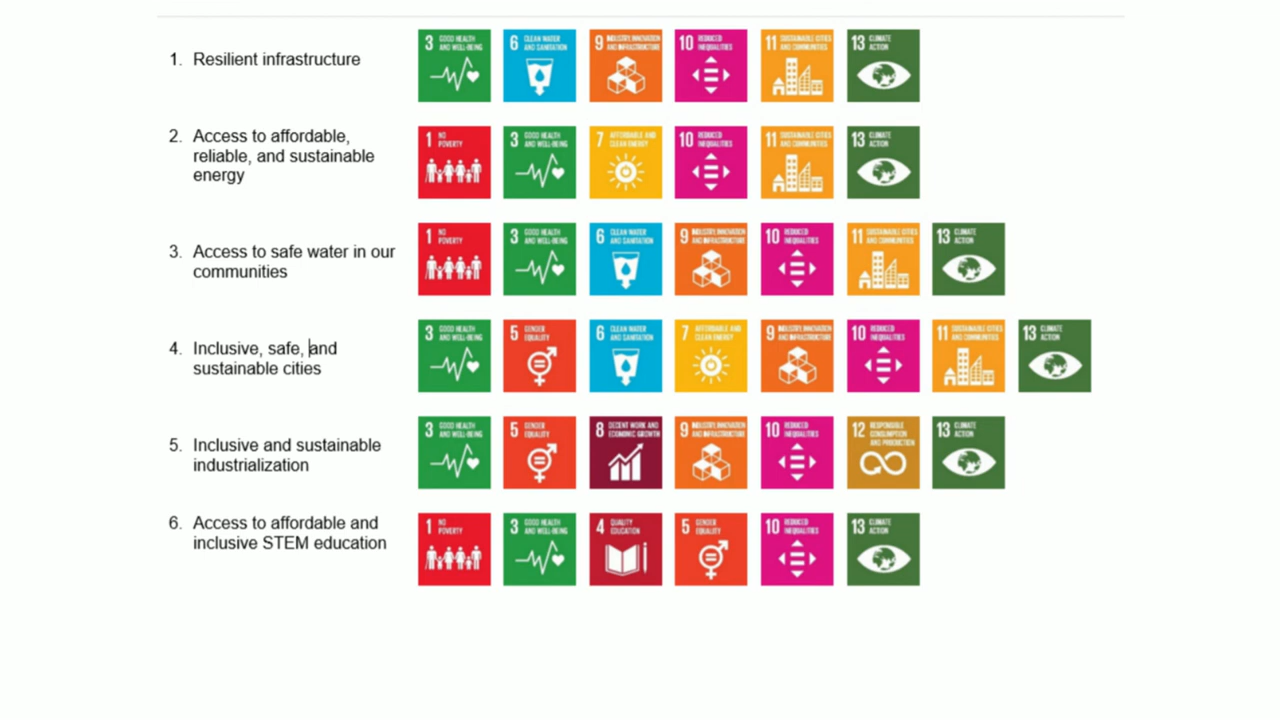 1. Resilient infrastructure
3 GOOD HEALTH
AND WELL-BEING
6 CLEAN WATER
AND SANITATION
9 INDUSTRY, INNOVATION
AND INFRASTRUCTURE
10 REDUCED
INEQUALITIES
11 SUSTAINABLE CITIES
AND COMMUNITIES
13 CLIMATE
ACTION
2. Access to affordable,
reliable, and sustainable
energy
1 NO
POVERTY
3 GOOD HEALTH
AND WELL-BEING
7 AFFORDABLE AND
CLEAN ENERGY
10 REDUCED
INEQUALITIES
11 SUSTAINABLE CITIES
AND COMMUNITIES
13 CLIMATE
ACTION
3. Access to safe water in our
communities
1 NO
POVERTY
3 GOOD HEALTH
AND WELL-BEING
6 CLEAN WATER
AND SANITATION
9 INDUSTRY, INNOVATION
AND INFRASTRUCTURE
10 REDUCED
INEQUALITIES
11 SUSTAINABLE CITIES
AND COMMUNITIES
13 CLIMATE
ACTION
4. Inclusive, safe, and
sustainable cities
3 GOOD HEALTH
AND WELL-BEING
5 GENDER
EQUALITY
6 CLEAN WATER
AND SANITATION
7 AFFORDABLE AND
CLEAN ENERGY
9 INDUSTRY, INNOVATION
AND INFRASTRUCTURE
10 REDUCED
INEQUALITIES
11 SUSTAINABLE CITIES
AND COMMUNITIES
13 CLIMATE
ACTION
5. Inclusive and sustainable
industrialization
3 GOOD HEALTH
AND WELL-BEING
5 GENDER
EQUALITY
8 DECENT WORK AND
ECONOMIC GROWTH
9 INDUSTRY, INNOVATION
AND INFRASTRUCTURE
10 REDUCED
INEQUALITIES
12 RESPONSIBLE
CONSUMPTION
AND PRODUCTION
13 CLIMATE
ACTION
6. Access to affordable and
inclusive STEM education
1 NO
POVERTY
3 GOOD HEALTH
AND WELL-BEING
4 QUALITY
EDUCATION
5 GENDER
EQUALITY
10 REDUCED
INEQUALITIES
13 CLIMATE
ACTION